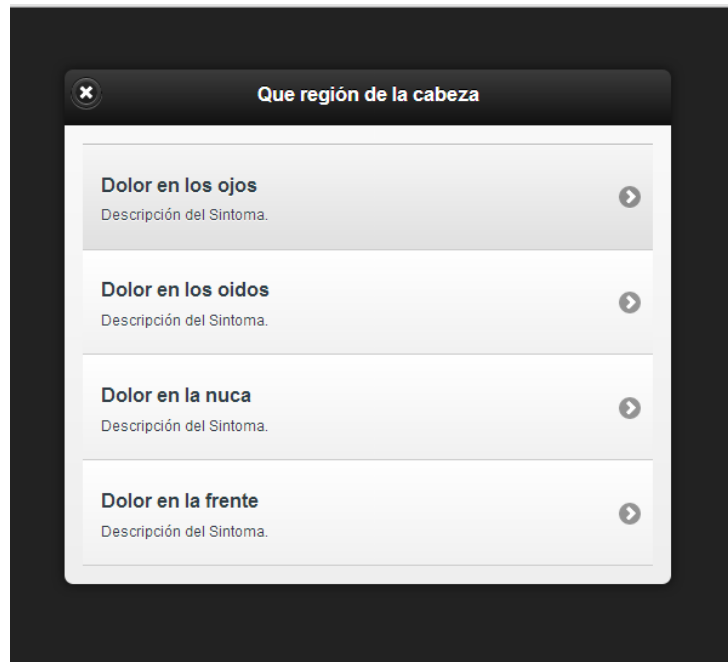 Que región de la cabeza
Dolor en los ojos
Descripción del Sintoma.
Dolor en los oidos
Descripción del Sintoma.
Dolor en la nuca
Descripción del Sintoma.
Dolor en la frente
Descripción del Sintoma.